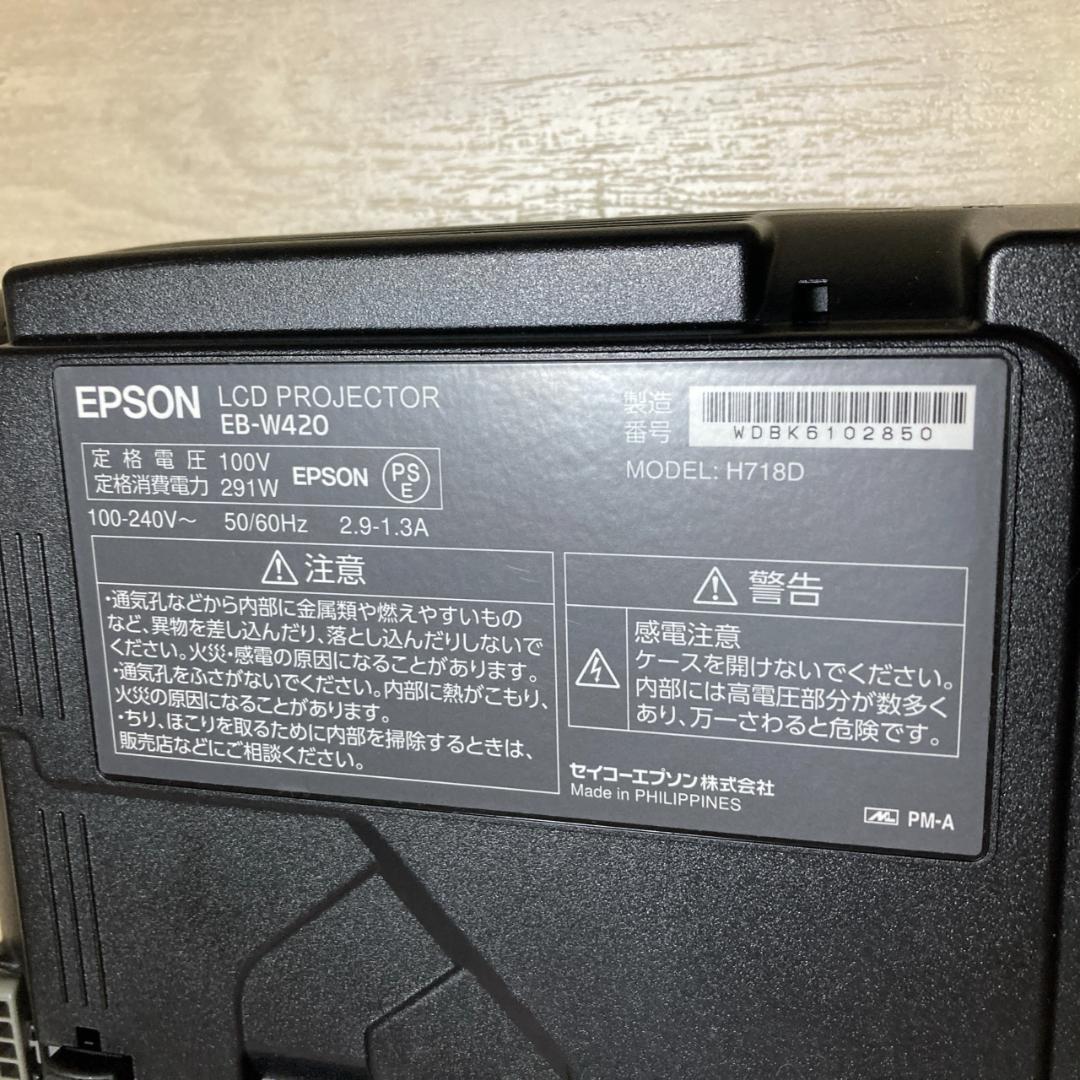 EPSON LCD PROJECTOR
EB-W420
定格電圧 100V
定格消費電力 291W
EPSON
PS
E
100-240V～ 50/60Hz 2.9-1.3A
製造
番号
WDBK6102850
MODEL: H718D
注意
・通気孔などから内部に金属類や燃えやすいもの
など、異物を差し込んだり、落とし込んだりしないで
ください。火災・感電の原因になることがあります。
・通気孔をふさがないでください。内部に熱がこもり、
火災の原因になることがあります。
・ちり、ほこりを取るために内部を掃除するときは、
販売店などにご相談ください。
警告
感電注意
ケースを開けないでください。
内部には高電圧部分が数多く
あり、万一さわると危険です。
セイコーエプソン株式会社
Made in PHILIPPINES
PM-A